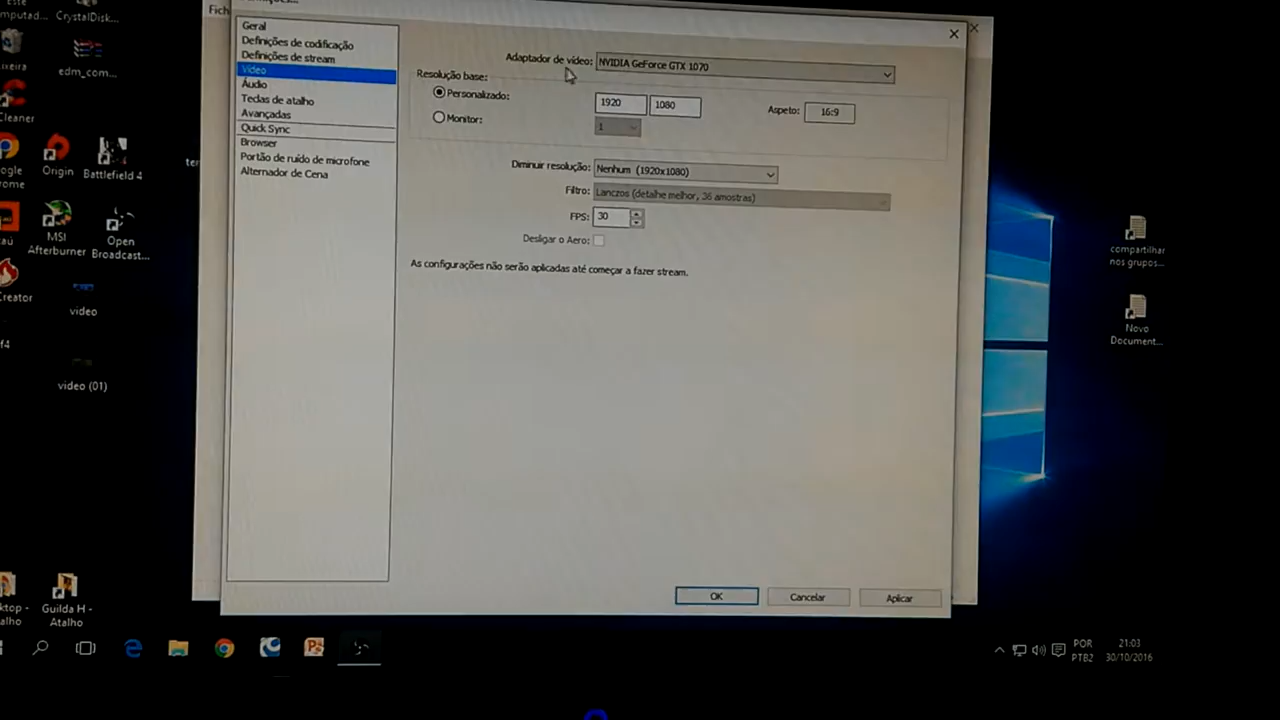 CrystalDisk...
edm_com...
Origin
Battlefield 4
MSI
Afterburner
Open
Broadcast...
video
video (01)
Guilda H -
Atalho
Fich
Geral
Definições de codificação
Definições de stream
Vídeo
Áudio
Teclas de atalho
Avançadas
Quick Sync
Browser
Portão de ruído de microfone
Alternador de Cena
Adaptador de vídeo: NVIDIA GeForce GTX 1070
Resolução base:
Personalizado: 1920 1080 Aspeto: 16:9
Monitor: 1
Diminuir resolução: Nenhum (1920x1080)
Filtro: Lanczos (detalhe melhor, 36 amostras)
FPS: 30
Desligar o Aero:
As configurações não serão aplicadas até começar a fazer stream.
OK Cancelar Aplicar
compartilhar
nos grupos...
Novo
Document...
POR
PTB2
21:03
30/10/2016